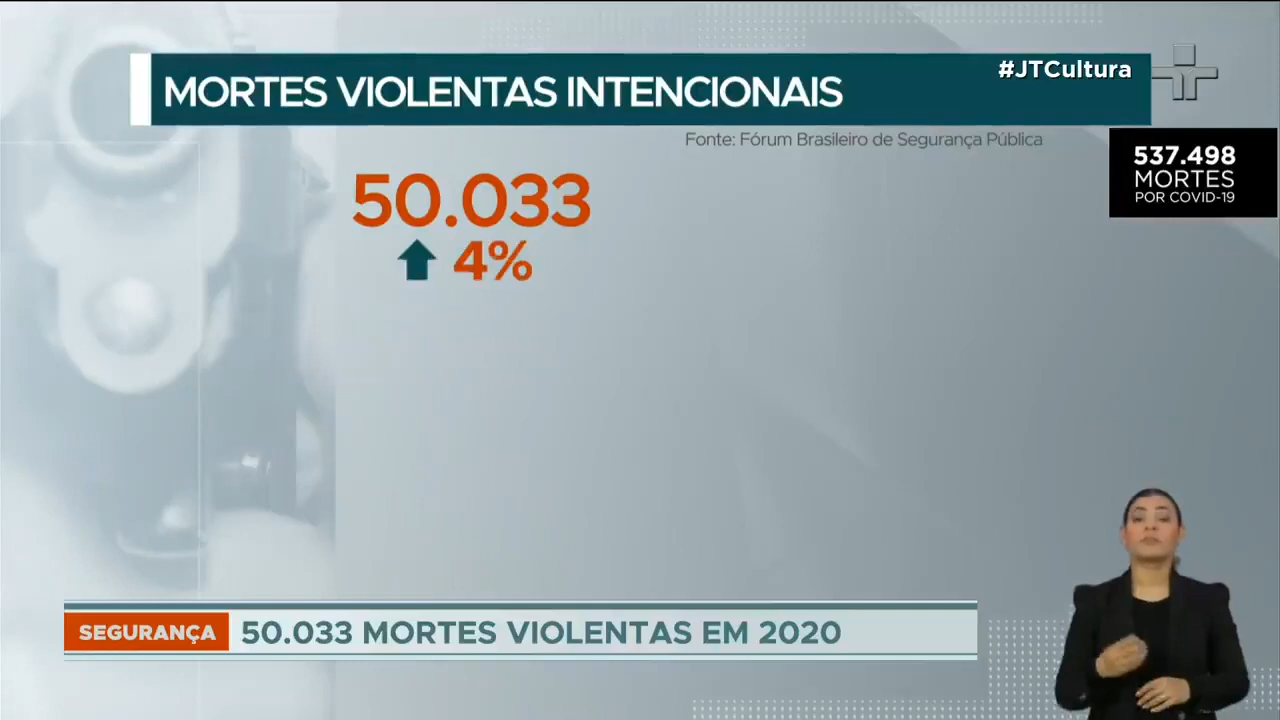 #JTCultura
MORTES VIOLENTAS INTENCIONAIS
Fonte: Fórum Brasileiro de Segurança Pública
537.498
MORTES
POR COVID-19
50.033
4%
SEGURANÇA
50.033 MORTES VIOLENTAS EM 2020